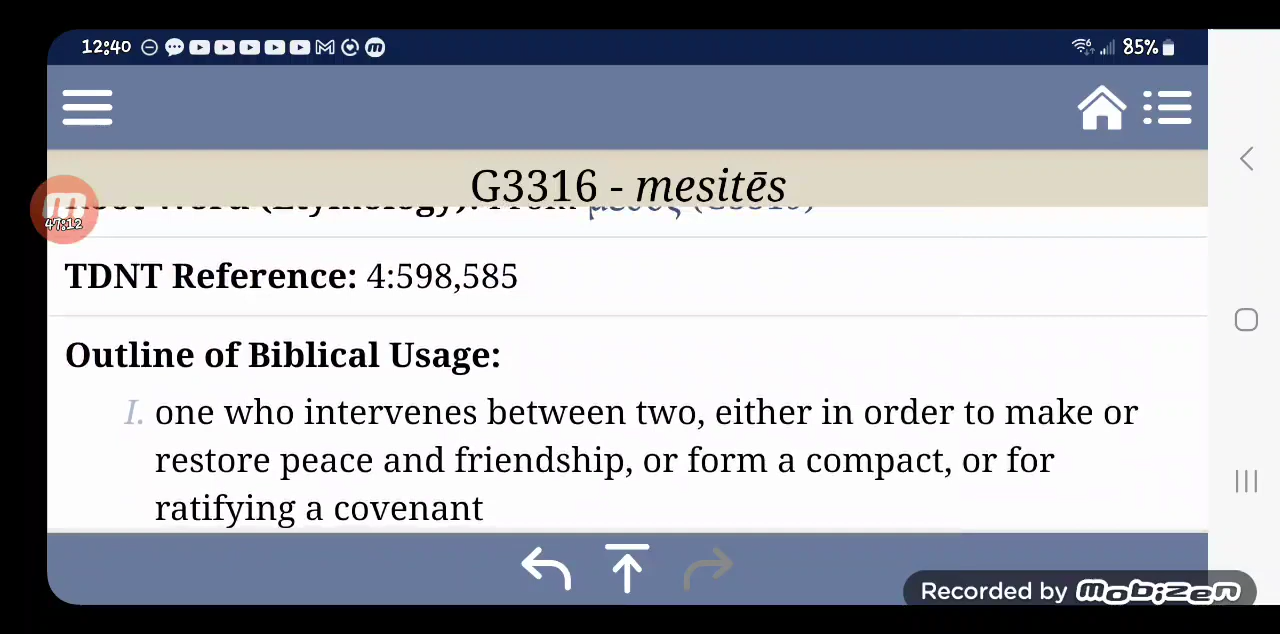 12:40 85%
G3316 - mesitēs
47:12
TDNT Reference: 4:598,585
Outline of Biblical Usage:
I. one who intervenes between two, either in order to make or
restore peace and friendship, or form a compact, or for
ratifying a covenant
Recorded by mobizen